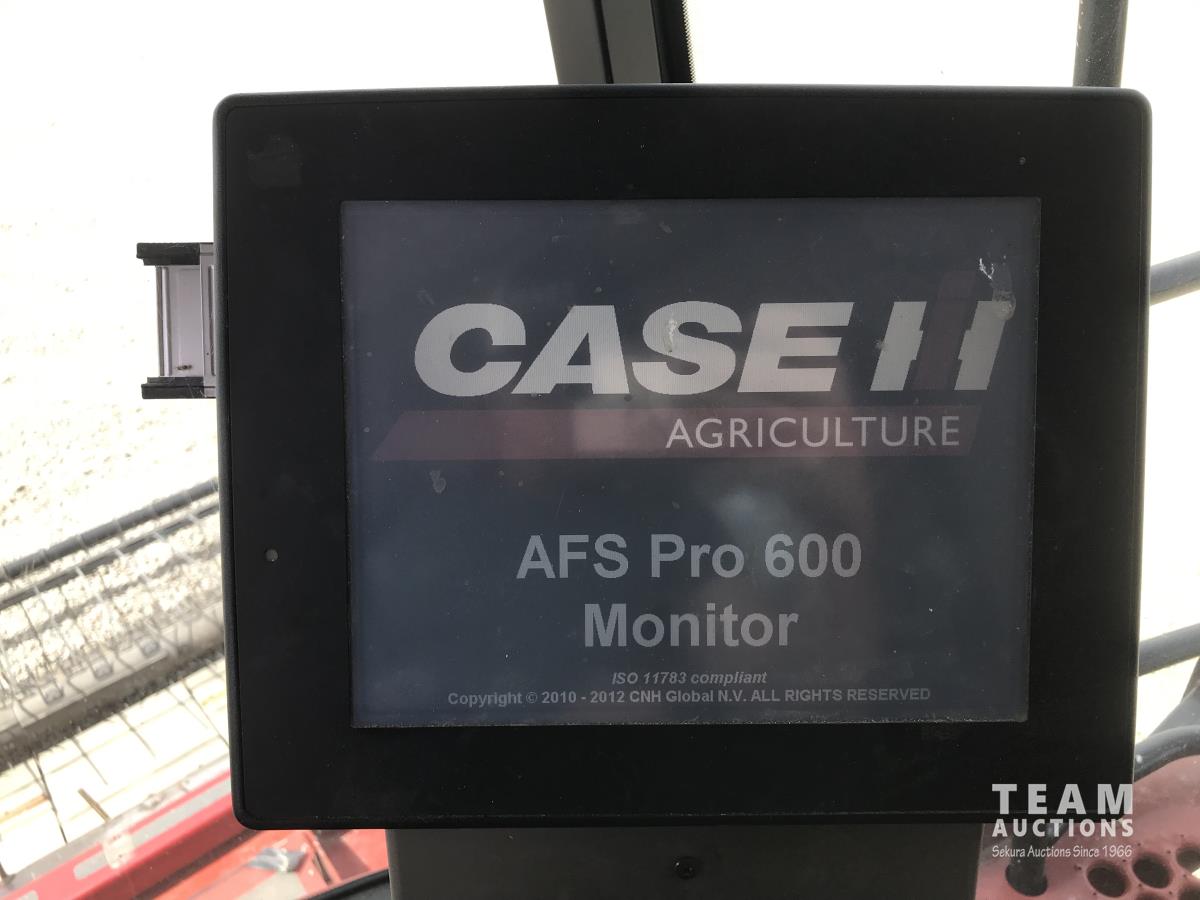 CASE IH
AGRICULTURE
AFS Pro 600
Monitor
ISO 11783 compliant
Copyright © 2010 - 2012 CNH Global N.V. ALL RIGHTS RESERVED
TEAM
AUCTIONS
Sekura Auctions Since 1966